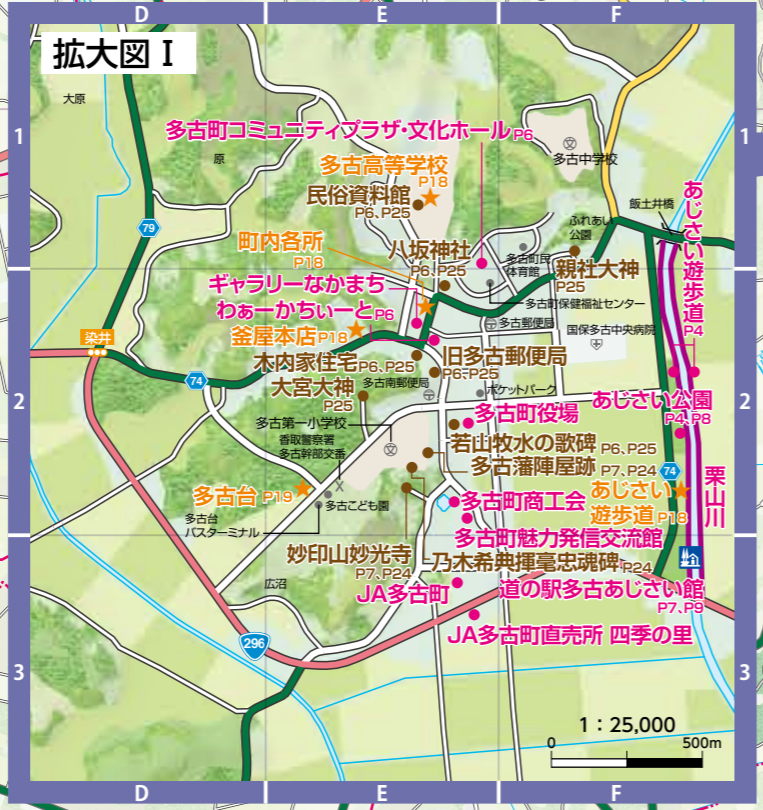 D E F
拡大図 I
大原
1
1
多古町コミュニティプラザ・文化ホール P6
原
多古高等学校
P18
多古中学校
民俗資料館
P6、P25
飯土井橋
ふれあい
公園
あじさい遊歩道
P4
79
町内各所
P18
八坂神社
P6、P25
多古町民
体育館
親社大神
P25
ギャラリーなかまち
多古町保健福祉センター
わぁーかちぃーと P6
釜屋本店 P18
多古郵便局
国保多古中央病院
染井
木内家住宅 P6、P25
旧多古郵便局
P6、P25
74
大宮大神
P25
多古南郵便局
ポケットパーク
2
2
多古町役場
あじさい公園
P4、P8
多古第一小学校
香取警察署
多古幹部交番
若山牧水の歌碑 P6、P25
多古藩陣屋跡 P7、P24
74
栗山川
多古台 P19
多古こども園
多古町商工会
あじさい
遊歩道 P18
多古台
バスターミナル
多古町魅力発信交流館
妙印山妙光寺
P7、P24
乃木希典揮毫忠魂碑 P24
広沼
JA多古町
道の駅多古あじさい館
P7、P9
296
JA多古町直売所 四季の里
3
3
1：25,000
0 500m
D E F